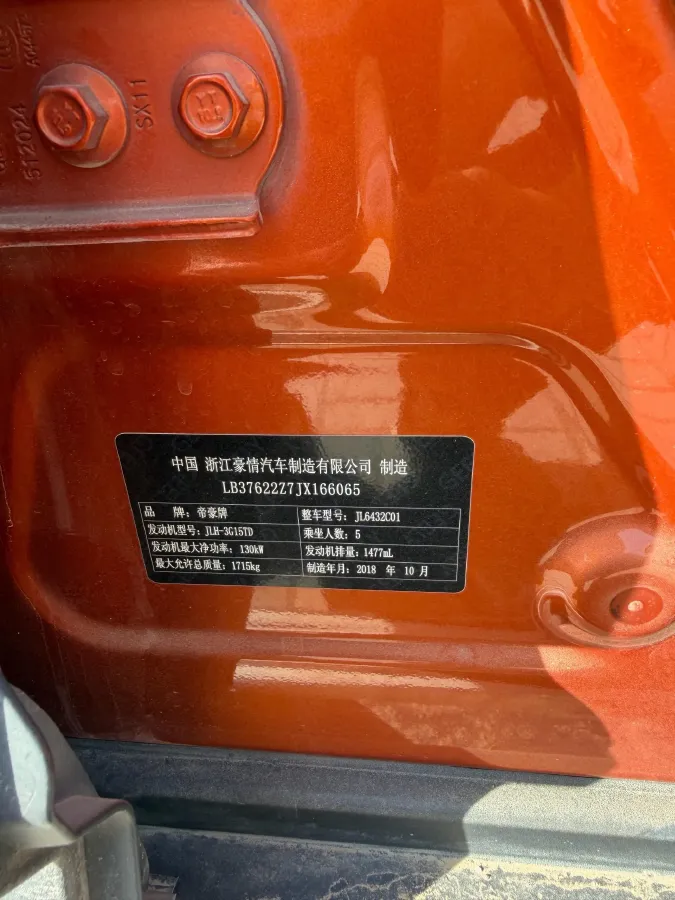 SX11
S12024
中国 浙江豪情汽车制造有限公司 制造
LB37622Z7JX166065
品 牌：帝豪牌 整车型号：JL6432C01
发动机型号：JLH-3G15TD 乘坐人数：5
发动机最大净功率：130kW 发动机排量：1477mL
最大允许总质量：1715kg 制造年月：2018 年 10 月